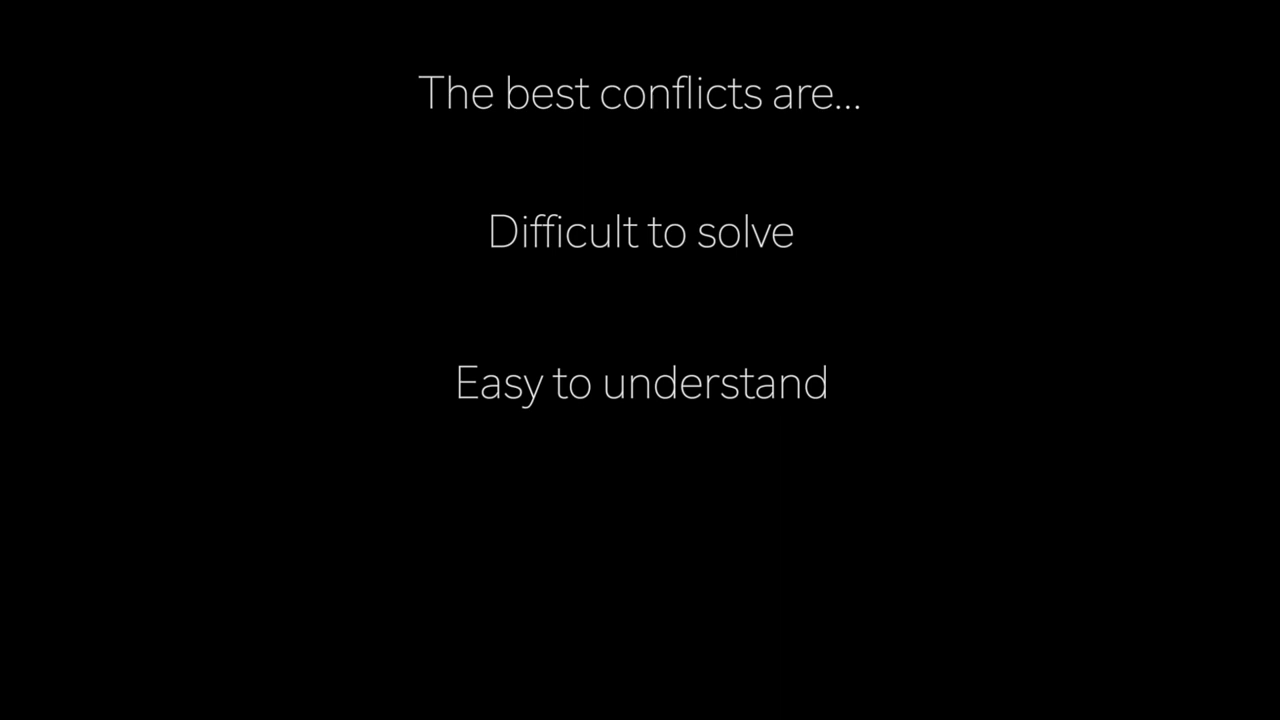 The best conflicts are...
Difficult to solve
Easy to understand